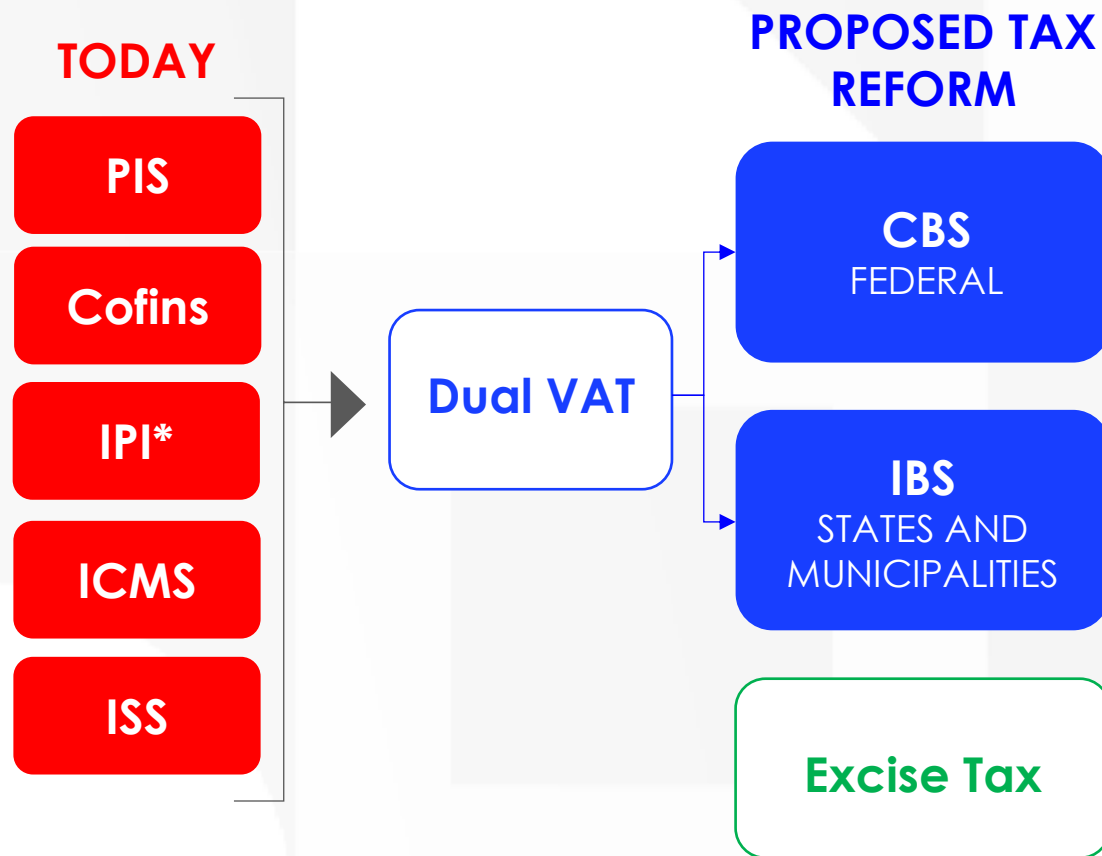 TODAY
PIS
Cofins
IPI*
ICMS
ISS
Dual VAT
PROPOSED TAX
REFORM
CBS
FEDERAL
IBS
STATES AND
MUNICIPALITIES
Excise Tax